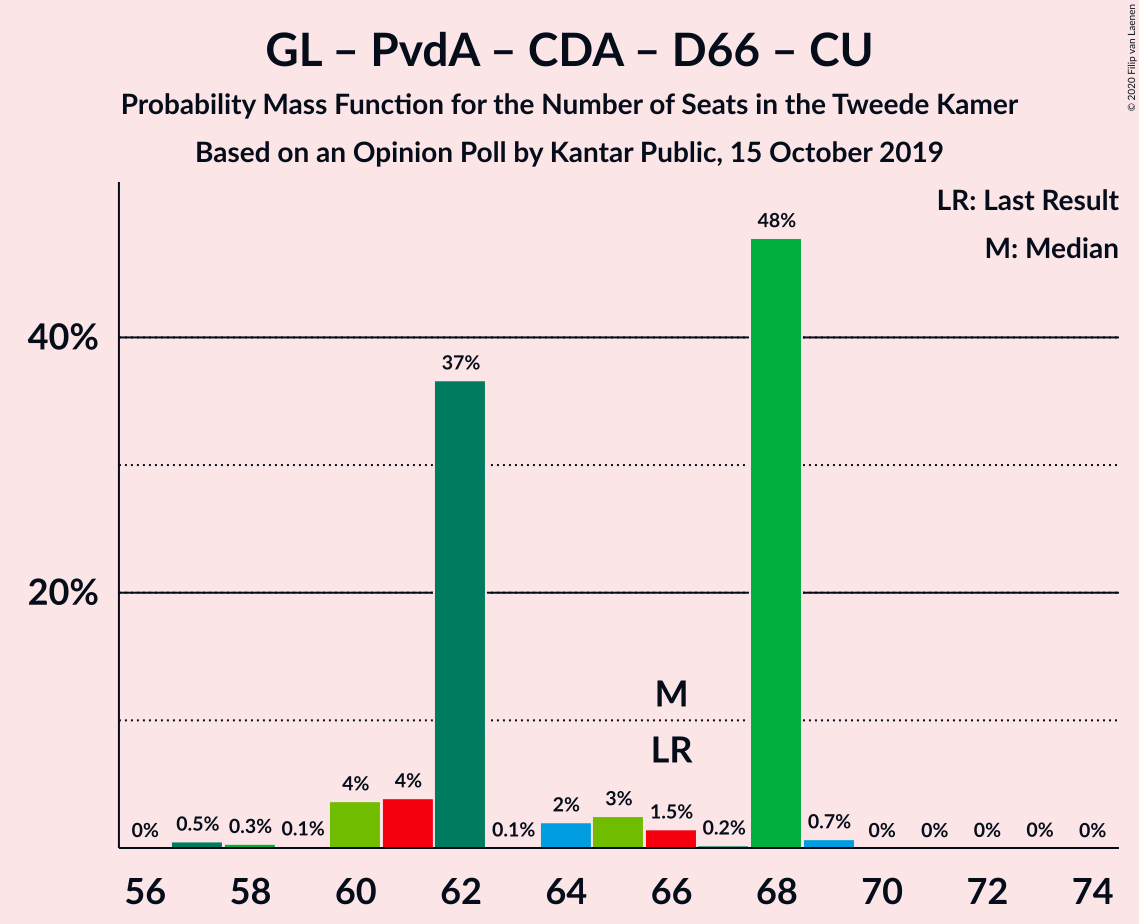 GL – PvdA – CDA – D66 – CU
Probability Mass Function for the Number of Seats in the Tweede Kamer
Based on an Opinion Poll by Kantar Public, 15 October 2019
© 2020 Filip van Laenen
LR: Last Result
M: Median
48%
40%
37%
20%
M
LR
0% 0.5% 0.3% 0.1% 4% 4% 0.1% 2% 3% 1.5% 0.2% 0.7% 0% 0% 0% 0% 0%
56 58 60 62 64 66 68 70 72 74